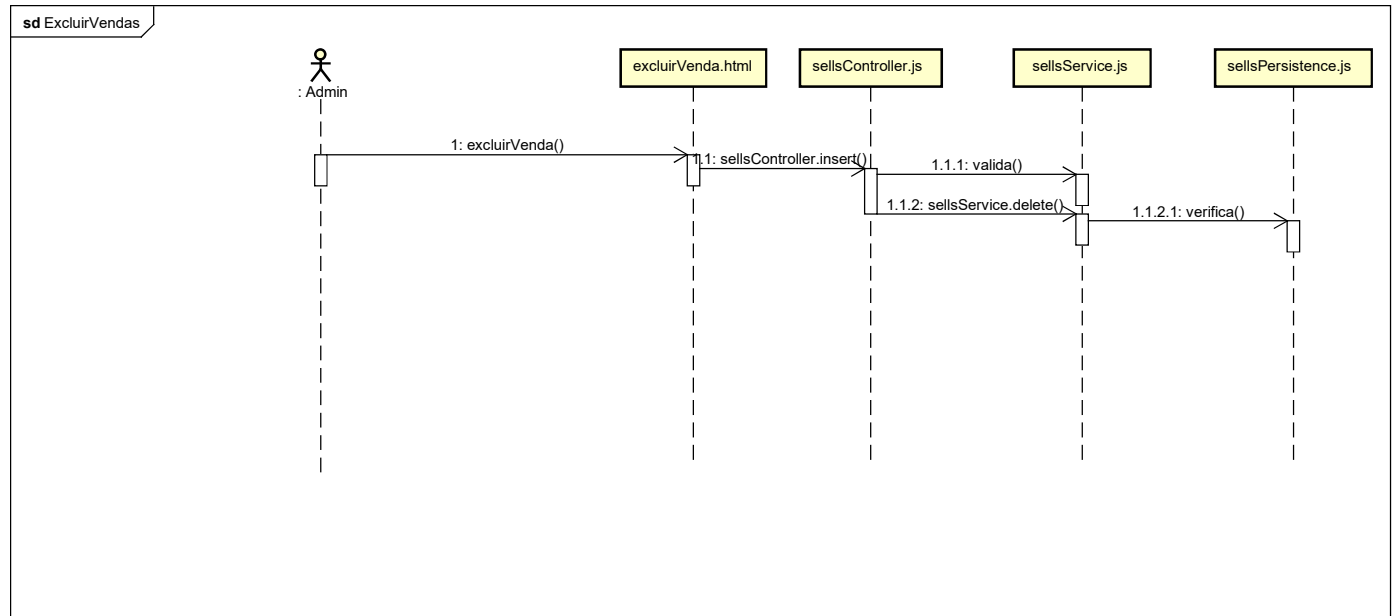 sd ExcluirVendas
: Admin
excluirVenda.html
sellsController.js
sellsService.js
sellsPersistence.js
1: excluirVenda()
1.1: sellsController.insert()
1.1.1: valida()
1.1.2: sellsService.delete()
1.1.2.1: verifica()